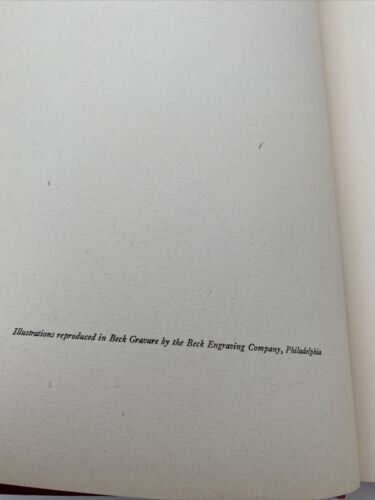 Illustrations reproduced in Beck Gravure by the Beck Engraving Company, Philadelphia